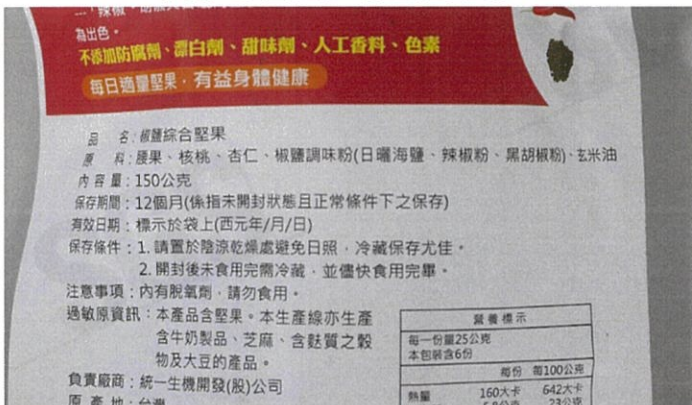 為出色。
不添加防腐劑、漂白劑、甜味劑、人工香料、色素
每日適量堅果，有益身體健康
品 名：椒鹽綜合堅果
原 料：腰果、核桃、杏仁、椒鹽調味粉(日曬海鹽、辣椒粉、黑胡椒粉)、玄米油
內容量：150公克
保存期間：12個月(係指未開封狀態且正常條件下之保存)
有效日期：標示於袋上(西元年/月/日)
保存條件：1. 請置於陰涼乾燥處避免日照，冷藏保存尤佳。
2. 開封後未食用完需冷藏，並儘快食用完畢。
注意事項：內有脫氧劑，請勿食用。
過敏原資訊：本產品含堅果。本生產線亦生產
含牛奶製品、芝麻、含麩質之穀
物及大豆的產品。
負責廠商：統一生機開發(股)公司
原 產 地：台灣
營養標示
每一份量25公克
本包裝含6份
每份 每100公克
熱量 160大卡 642大卡
23公克